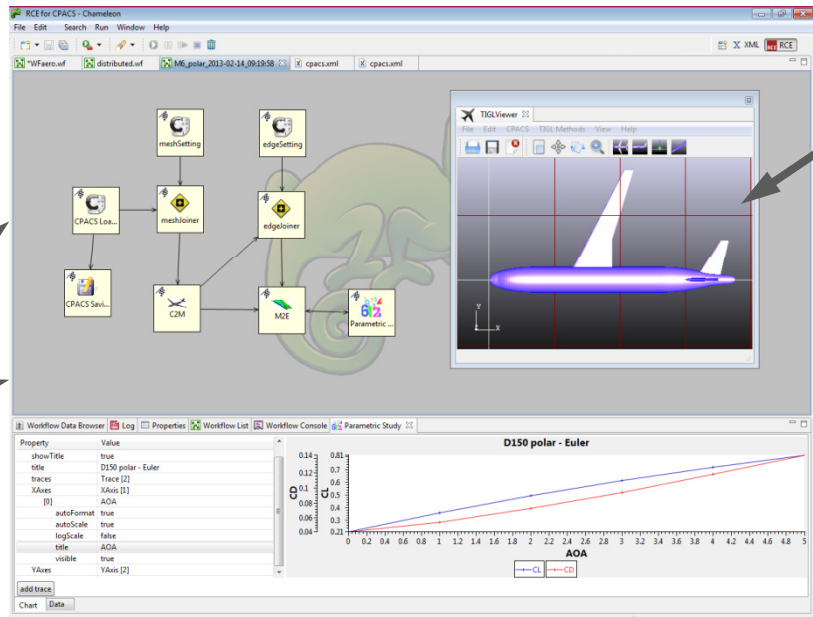 RCE for CPACS - Chameleon
File Edit Search Run Window Help
XML RCE
*WFaero.wf distributed.wf M6_polar_2013-02-14_09:19:58 cpacs.xml cpacs.xml
meshSetting
edgeSetting
CPACS Loa...
meshJoiner
edgeJoiner
CPACS Savi...
C2M
M2E
Parametric ...
TIGLViewer
File Edit CPACS TIGL Methods View Help
Y
X
Workflow Data Browser Log Properties Workflow List Workflow Console Parametric Study
Property Value
showTitle true
title D150 polar - Euler
traces Trace [2]
XAxes XAxis [1]
[0] AOA
autoFormat true
autoScale true
logScale false
title AOA
visible true
YAxes YAxis [2]
add trace
Chart Data
D150 polar - Euler
CD
0.14
0.12
0.1
0.08
0.06
0.04
CL
0.81
0.7
0.6
0.5
0.4
0.3
0.21
0 0.2 0.4 0.6 0.8 1 1.2 1.4 1.6 1.8 2 2.2 2.4 2.6 2.8 3 3.2 3.4 3.6 3.8 4 4.2 4.4 4.6 4.8 5
AOA
CL CD